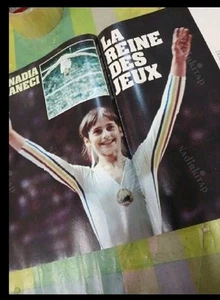 NADIA
ANECI
LA
REINE
DES
JEUX